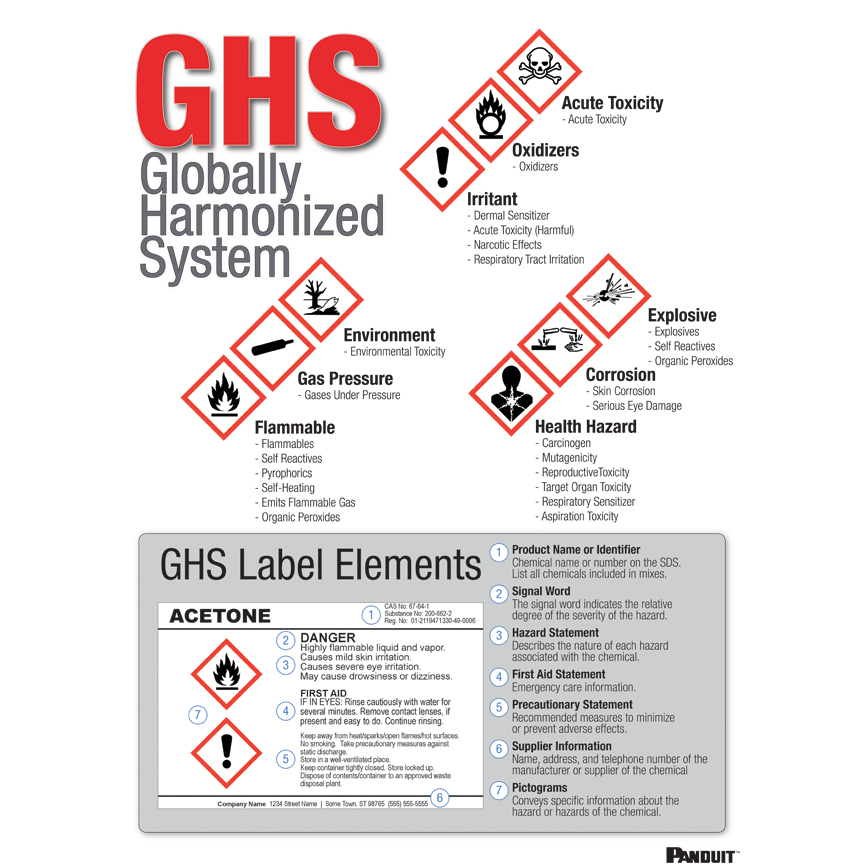 GHS
Globally
Harmonized
System
Acute Toxicity
- Acute Toxicity
Oxidizers
- Oxidizers
Irritant
- Dermal Sensitizer
- Acute Toxicity (Harmful)
- Narcotic Effects
- Respiratory Tract Irritation
Environment
- Environmental Toxicity
Gas Pressure
- Gases Under Pressure
Flammable
- Flammables
- Self Reactives
- Pyrophorics
- Self-Heating
- Emits Flammable Gas
- Organic Peroxides
Explosive
- Explosives
- Self Reactives
- Organic Peroxides
Corrosion
- Skin Corrosion
- Serious Eye Damage
Health Hazard
- Carcinogen
- Mutagenicity
- ReproductiveToxicity
- Target Organ Toxicity
- Respiratory Sensitizer
- Aspiration Toxicity
GHS Label Elements
ACETONE
1
CAS No: 67-64-1
Substance No: 200-662-2
Reg. No: 01-2119471330-49-0006
2 DANGER
Highly flammable liquid and vapor.
3 Causes mild skin irritation.
Causes severe eye irritation.
May cause drowsiness or dizziness.
FIRST AID
4 IF IN EYES: Rinse cautiously with water for
several minutes. Remove contact lenses, if
present and easy to do. Continue rinsing.
7
5
Keep away from heat/sparks/open flames/hot surfaces.
No smoking. Take precautionary measures against
static discharge.
Store in a well-ventilated place.
Keep container tightly closed. Store locked up.
Dispose of contents/container to an approved waste
disposal plant.
Company Name 1234 Street Name | Some Town, ST 98765 (555) 555-5555
6
1 Product Name or Identifier
Chemical name or number on the SDS.
List all chemicals included in mixes.
2 Signal Word
The signal word indicates the relative
degree of the severity of the hazard.
3 Hazard Statement
Describes the nature of each hazard
associated with the chemical.
4 First Aid Statement
Emergency care information.
5 Precautionary Statement
Recommended measures to minimize
or prevent adverse effects.
6 Supplier Information
Name, address, and telephone number of the
manufacturer or supplier of the chemical
7 Pictograms
Conveys specific information about the
hazard or hazards of the chemical.
PANDUIT